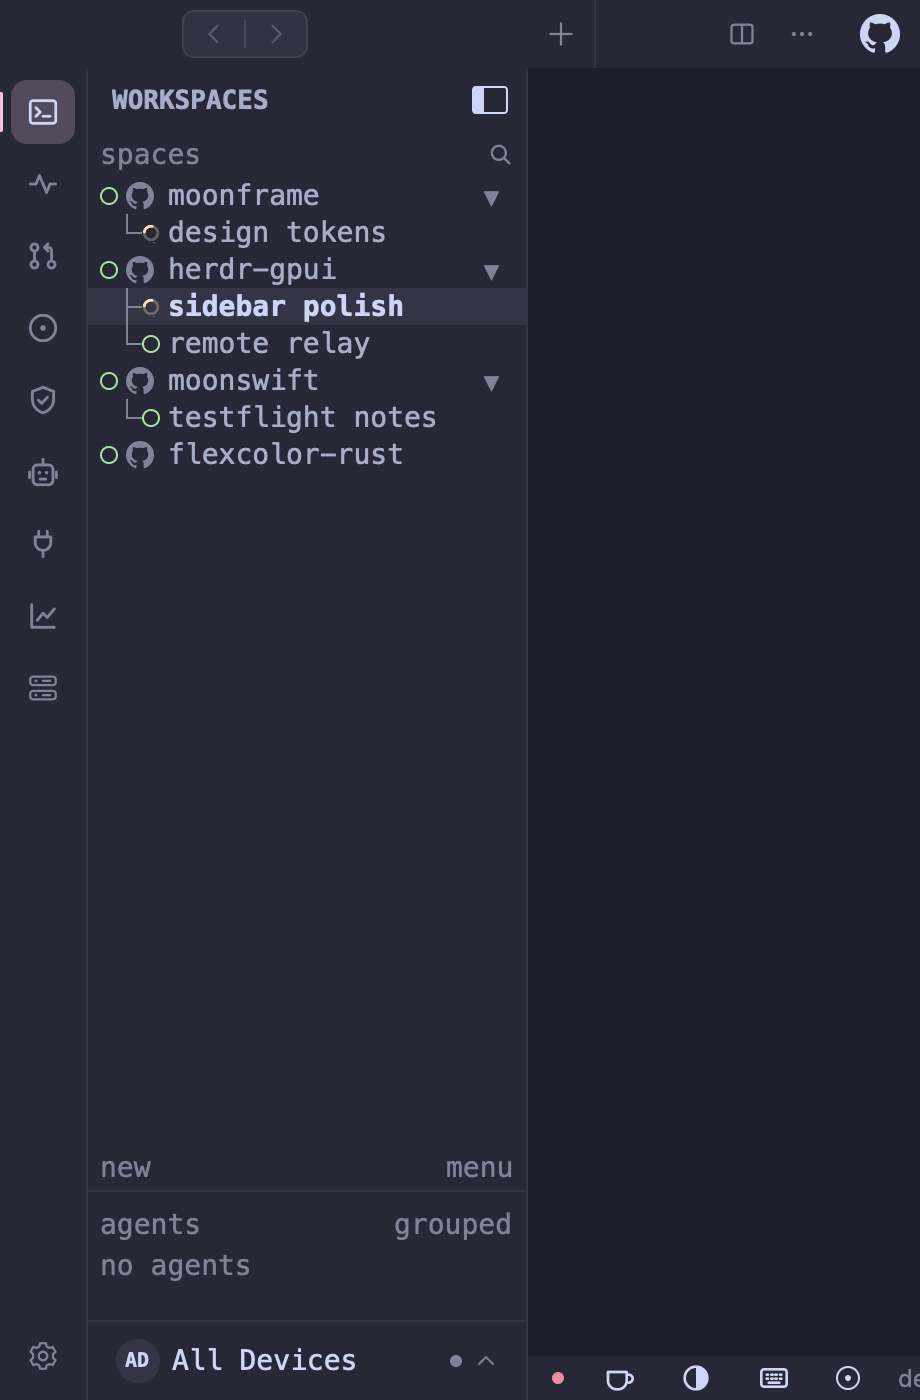 WORKSPACES
spaces
moonframe
design tokens
herdr-gpui
sidebar polish
remote relay
moonswift
testflight notes
flexcolor-rust
new menu
agents grouped
no agents
AD All Devices